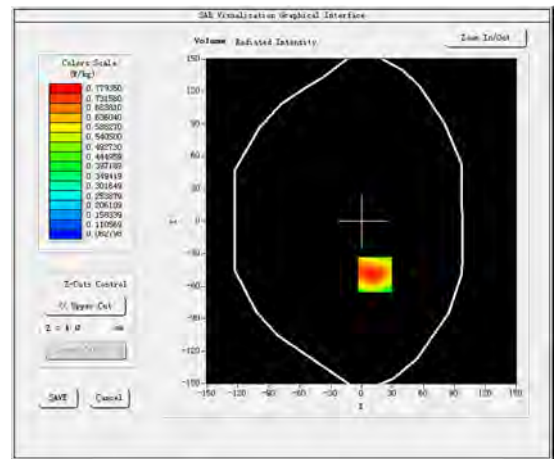 SAR Visualisation Graphical Interface
Volume Radiated Intensity
Zoom In/Out
Colors Scale
(W/kg)
0.779350
0.731580
0.683810
0.636040
0.588270
0.540500
0.492730
0.444959
0.397189
0.349419
0.301649
0.253879
0.206109
0.158339
0.110569
150
120
90
60
30
0
-30
-60
-90
-120
-150
-150 -120 -90 -60 -30 0 30 60 90 120 150
X
Z-Cuts Control
Upper Cut
SAVE
Cancel